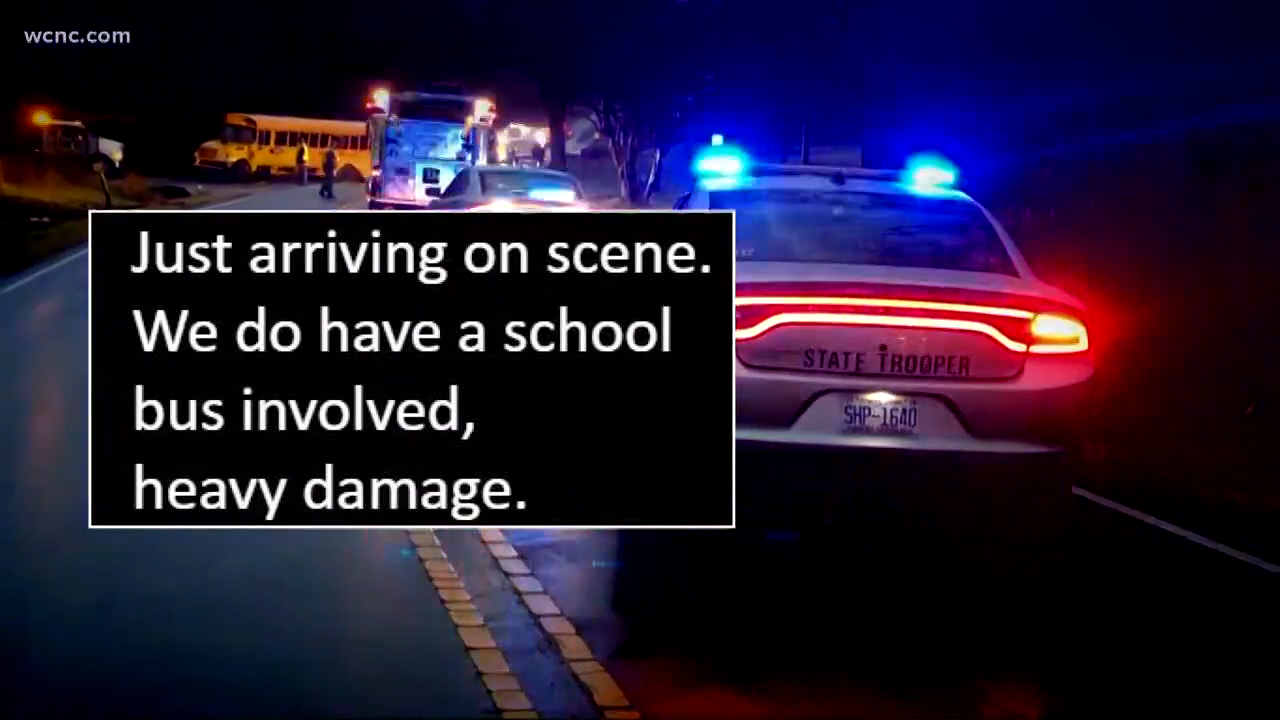 wcnc.com
Just arriving on scene.
We do have a school
bus involved,
heavy damage.
STATE TROOPER
SHP-1640